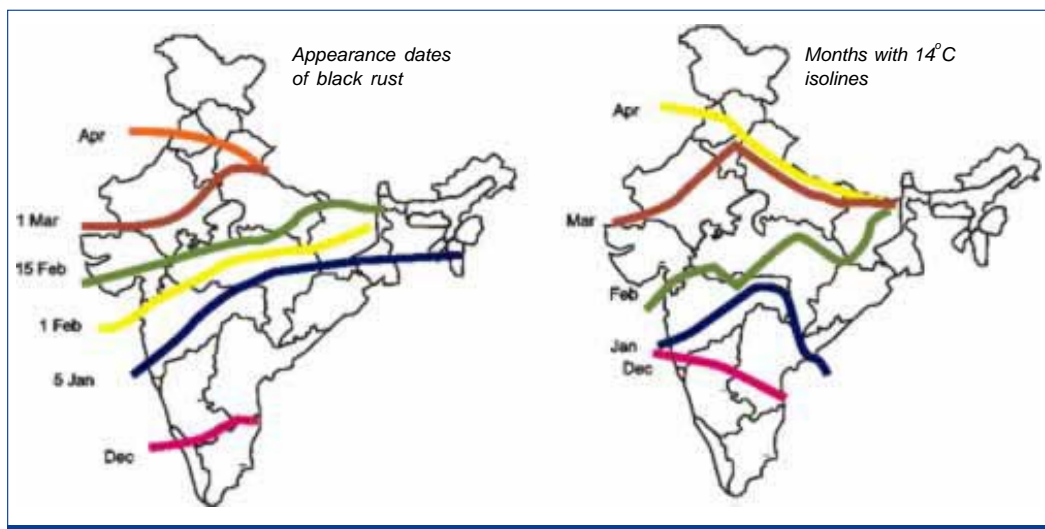 Appearance dates
of black rust
Apr
1 Mar
15 Feb
1 Feb
5 Jan
Dec
Months with 14°C
isolines
Apr
Mar
Feb
Jan
Dec